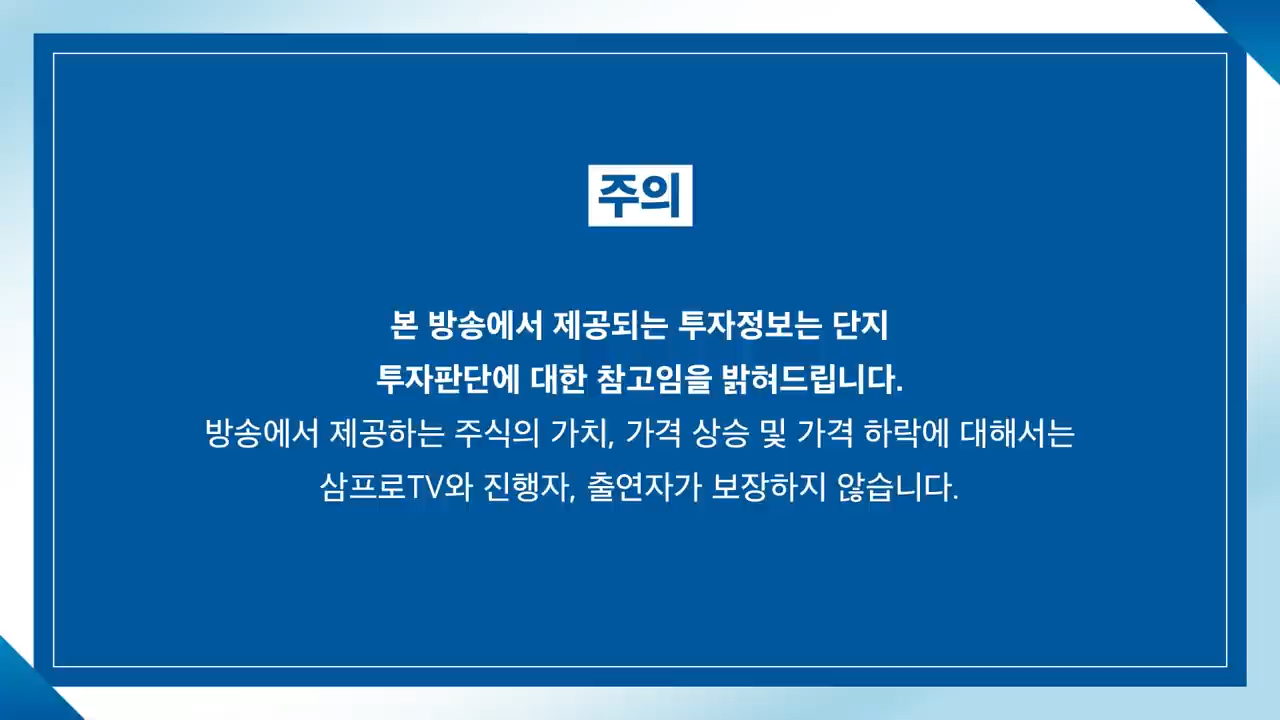 주의
본 방송에서 제공되는 투자정보는 단지
투자판단에 대한 참고임을 밝혀드립니다.
방송에서 제공하는 주식의 가치, 가격 상승 및 가격 하락에 대해서는
삼프로TV와 진행자, 출연자가 보장하지 않습니다.